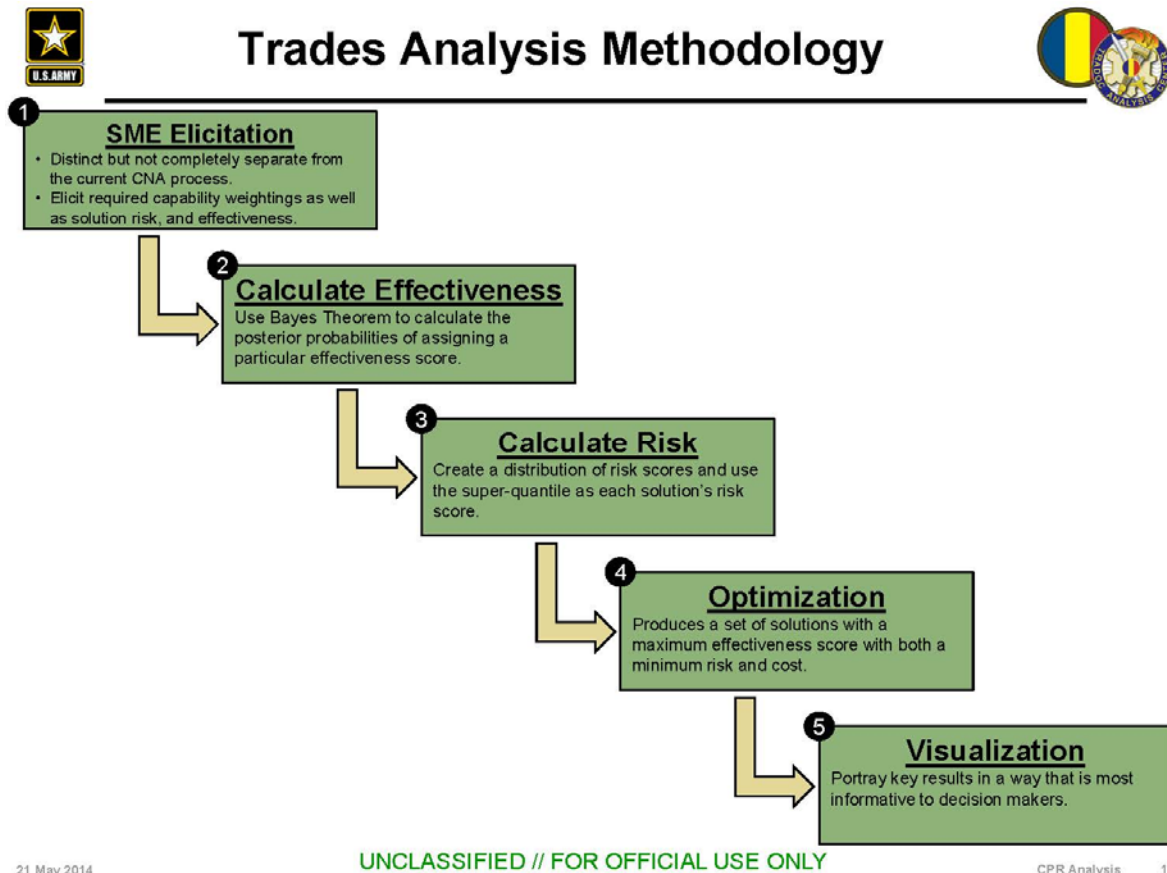 Trades Analysis Methodology
U.S.ARMY
TRADOC ANALYSIS CENTER
1
SME Elicitation
• Distinct but not completely separate from
the current CNA process.
• Elicit required capability weightings as well
as solution risk, and effectiveness.
2
Calculate Effectiveness
Use Bayes Theorem to calculate the
posterior probabilities of assigning a
particular effectiveness score.
3
Calculate Risk
Create a distribution of risk scores and use
the super-quantile as each solution's risk
score.
4
Optimization
Produces a set of solutions with a
maximum effectiveness score with both a
minimum risk and cost.
5
Visualization
Portray key results in a way that is most
informative to decision makers.
21 May 2014
UNCLASSIFIED // FOR OFFICIAL USE ONLY
CPR Analysis